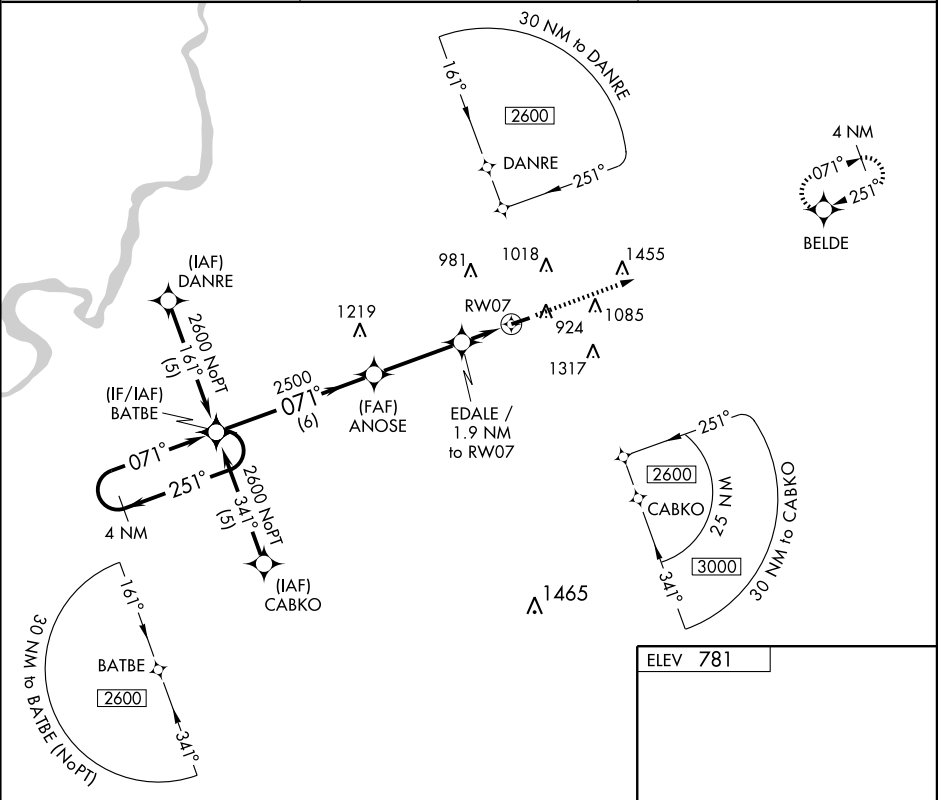 30 NM to DANRE
161°
2600
DANRE
251°
4 NM
071°
251°
BELDE
981
1018
1455
(IAF)
DANRE
1219
RW07
924
1085
1317
2600 NoPT
161°
(5)
(IF/IAF)
BATBE
2500
071°
(6)
(FAF)
ANOSE
EDALE /
1.9 NM
to RW07
071°
251°
4 NM
2600 NoPT
341°
(5)
(IAF)
CABKO
251°
2600
CABKO
25 NM
3000
341°
30 NM to CABKO
1465
161°
BATBE
2600
341°
30 NM to BATBE (NoPT)
ELEV 781